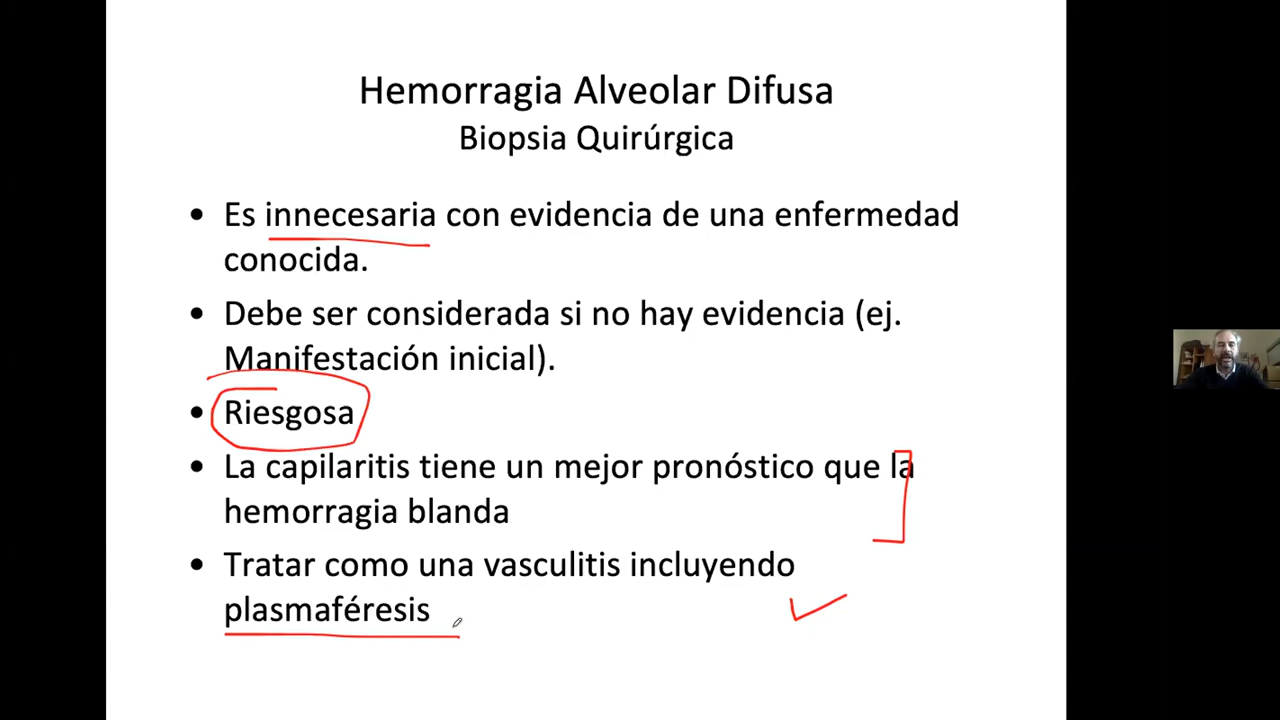 Hemorragia Alveolar Difusa
Biopsia Quirúrgica
• Es innecesaria con evidencia de una enfermedad
conocida.
• Debe ser considerada si no hay evidencia (ej.
Manifestación inicial).
• Riesgosa
• La capilaritis tiene un mejor pronóstico que la
hemorragia blanda
• Tratar como una vasculitis incluyendo
plasmaféresis